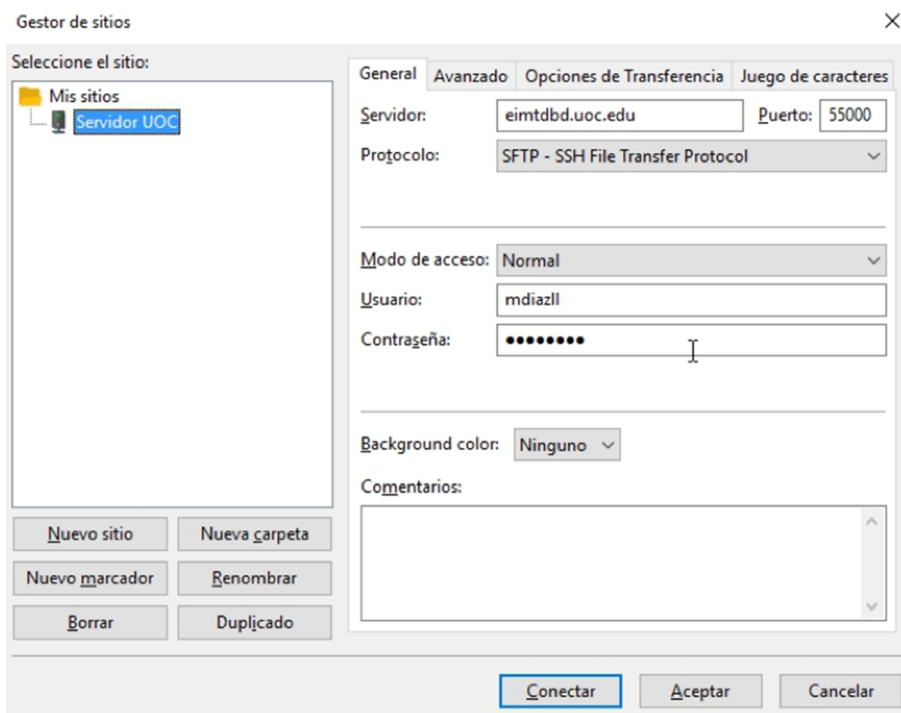 Gestor de sitios
Seleccione el sitio:
Mis sitios
Servidor UOC
Nuevo sitio
Nueva carpeta
Nuevo marcador
Renombrar
Borrar
Duplicado
General
Avanzado
Opciones de Transferencia
Juego de caracteres
Servidor: eimtdbd.uoc.edu Puerto: 55000
Protocolo: SFTP - SSH File Transfer Protocol
Modo de acceso: Normal
Usuario: mdiazll
Contraseña: ●●●●●●●●
Background color: Ninguno
Comentarios:
Conectar
Aceptar
Cancelar